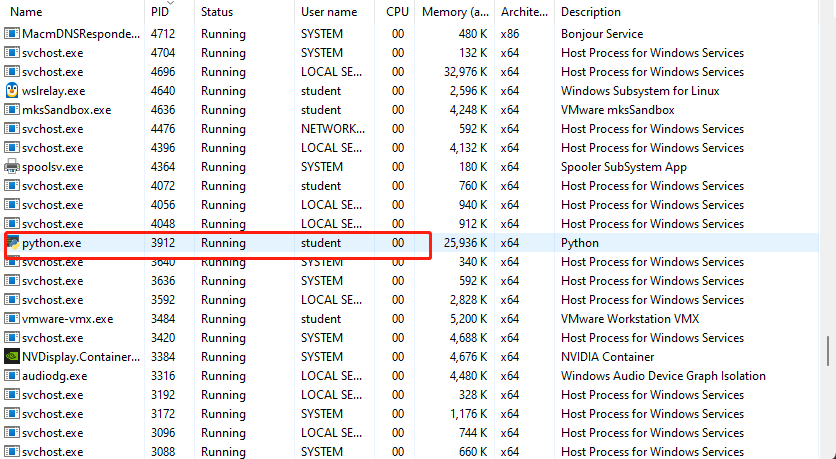 Name PID Status User name CPU Memory (a... Archite... Description
MacmDNSResponde... 4712 Running SYSTEM 00 480 K x86 Bonjour Service
svchost.exe 4704 Running SYSTEM 00 132 K x64 Host Process for Windows Services
svchost.exe 4696 Running LOCAL SE... 00 32,976 K x64 Host Process for Windows Services
wslrelay.exe 4640 Running student 00 2,596 K x64 Windows Subsystem for Linux
mksSandbox.exe 4636 Running student 00 4,248 K x64 VMware mksSandbox
svchost.exe 4476 Running NETWORK... 00 592 K x64 Host Process for Windows Services
svchost.exe 4396 Running LOCAL SE... 00 4,132 K x64 Host Process for Windows Services
spoolsv.exe 4364 Running SYSTEM 00 180 K x64 Spooler SubSystem App
svchost.exe 4072 Running student 00 760 K x64 Host Process for Windows Services
svchost.exe 4056 Running LOCAL SE... 00 940 K x64 Host Process for Windows Services
svchost.exe 4048 Running LOCAL SE... 00 912 K x64 Host Process for Windows Services
python.exe 3912 Running student 00 25,936 K x64 Python
svchost.exe 3640 Running SYSTEM 00 340 K x64 Host Process for Windows Services
svchost.exe 3636 Running SYSTEM 00 592 K x64 Host Process for Windows Services
svchost.exe 3592 Running LOCAL SE... 00 2,828 K x64 Host Process for Windows Services
vmware-vmx.exe 3484 Running student 00 5,200 K x64 VMware Workstation VMX
svchost.exe 3420 Running SYSTEM 00 4,688 K x64 Host Process for Windows Services
NVDisplay.Container... 3384 Running SYSTEM 00 4,676 K x64 NVIDIA Container
audiodg.exe 3316 Running LOCAL SE... 00 4,480 K x64 Windows Audio Device Graph Isolation
svchost.exe 3192 Running LOCAL SE... 00 328 K x64 Host Process for Windows Services
svchost.exe 3172 Running SYSTEM 00 1,176 K x64 Host Process for Windows Services
svchost.exe 3096 Running LOCAL SE... 00 744 K x64 Host Process for Windows Services
svchost.exe 3088 Running SYSTEM 00 660 K x64 Host Process for Windows Services